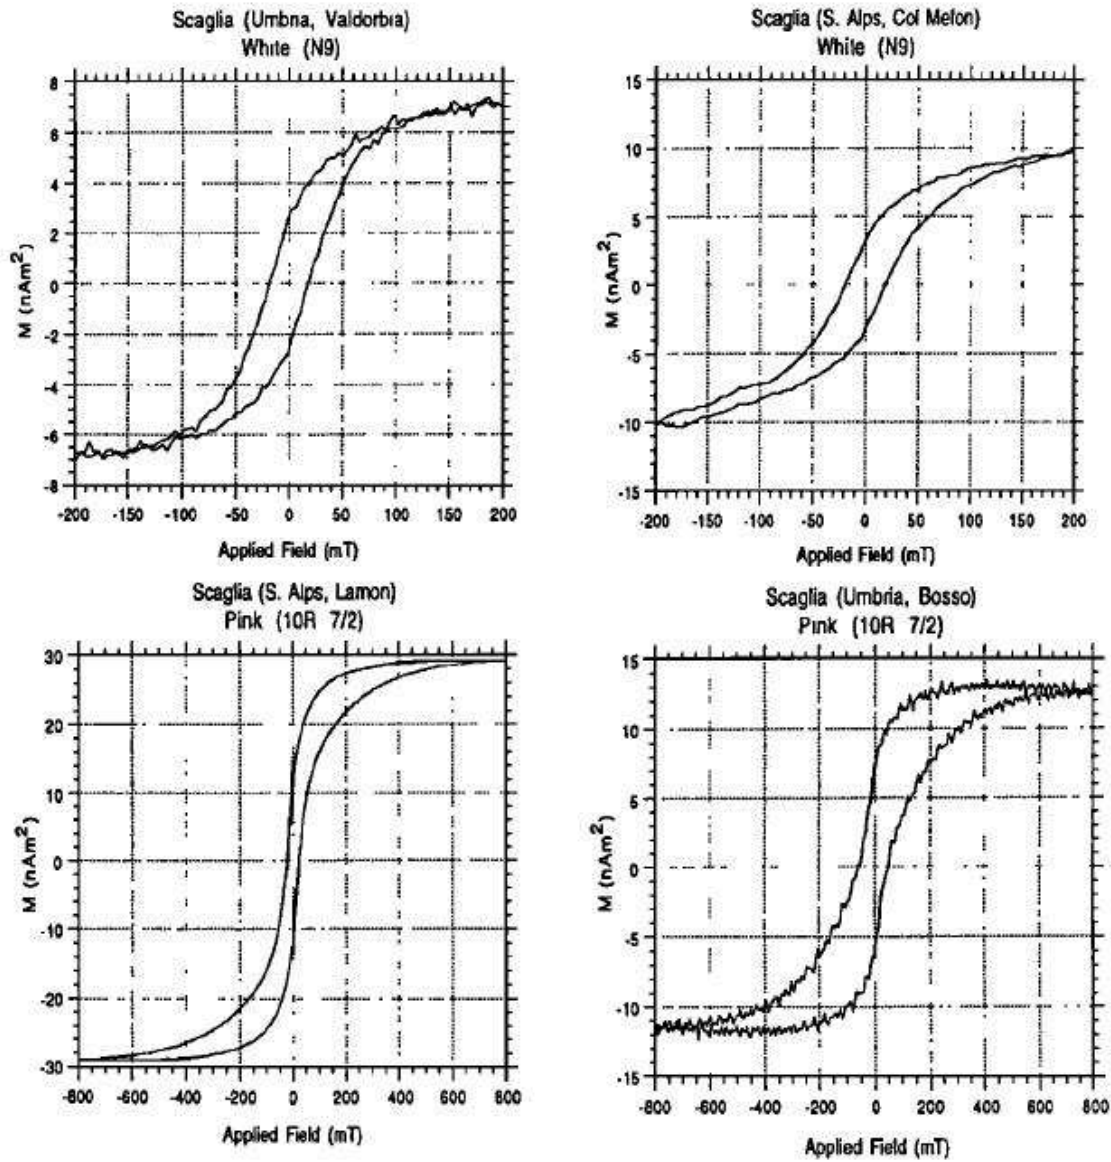 Scaglia (Umbria, Valdorbia)
White (N9)
8
6
4
2
0
-2
-4
-6
-8
M (nAm²)
-200 -150 -100 -50 0 50 100 150 200
Applied Field (mT)
Scaglia (S. Alps, Col Melon)
White (N9)
15
10
5
0
-5
-10
-15
M (nAm²)
-200 -150 -100 -50 0 50 100 150 200
Applied Field (mT)
Scaglia (S. Alps, Lamon)
Pink (10R 7/2)
30
20
10
0
-10
-20
-30
M (nAm²)
-800 -600 -400 -200 0 200 400 600 800
Applied Field (mT)
Scaglia (Umbria, Bosso)
Pink (10R 7/2)
15
10
5
0
-5
-10
-15
M (nAm²)
-800 -600 -400 -200 0 200 400 600 800
Applied Field (mT)